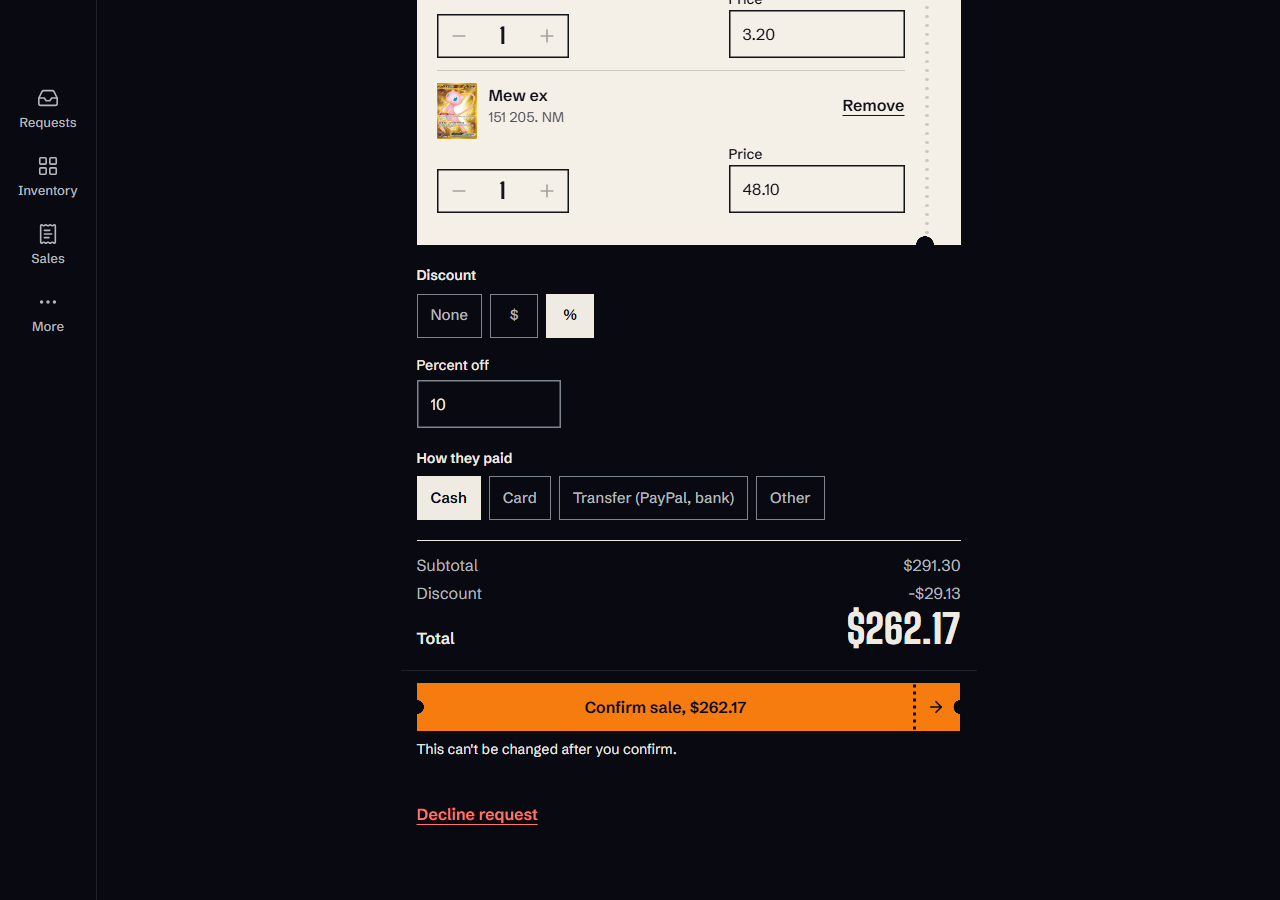 Price
1
3.20
Mew ex
151 205. NM
Remove
Price
1
48.10
Requests
Inventory
Sales
More
Discount
None
$
%
Percent off
10
How they paid
Cash
Card
Transfer (PayPal, bank)
Other
Subtotal
$291.30
Discount
-$29.13
Total
$262.17
Confirm sale, $262.17
This can't be changed after you confirm.
Decline request